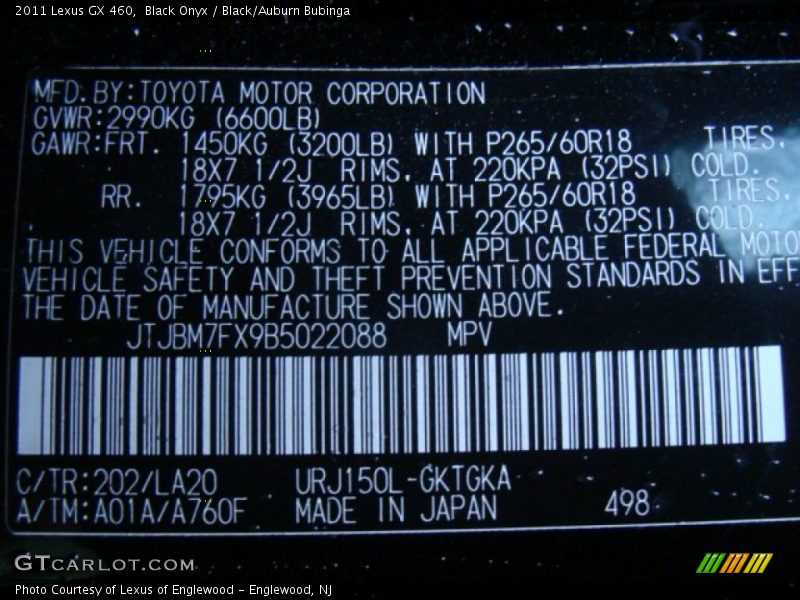 2011 Lexus GX 460, Black Onyx / Black/Auburn Bubinga
MFD. BY: TOYOTA MOTOR CORPORATION
GVWR: 2990KG (6600LB)
GAWR: FRT. 1450KG (3200LB) WITH P265/60R18 TIRES,
18X7 1/2J RIMS, AT 220KPA (32PSI) COLD.
RR. 1795KG (3965LB) WITH P265/60R18 TIRES,
18X7 1/2J RIMS, AT 220KPA (32PSI) COLD.
THIS VEHICLE CONFORMS TO ALL APPLICABLE FEDERAL MOTO
VEHICLE SAFETY AND THEFT PREVENTION STANDARDS IN EFF
THE DATE OF MANUFACTURE SHOWN ABOVE.
JTJBM7FX9B5022088 MPV
C/TR: 202/LA20 URJ150L-GKTGKA
A/TM: A01A/A760F MADE IN JAPAN 498
GTCARLOT.COM
Photo Courtesy of Lexus of Englewood - Englewood, NJ